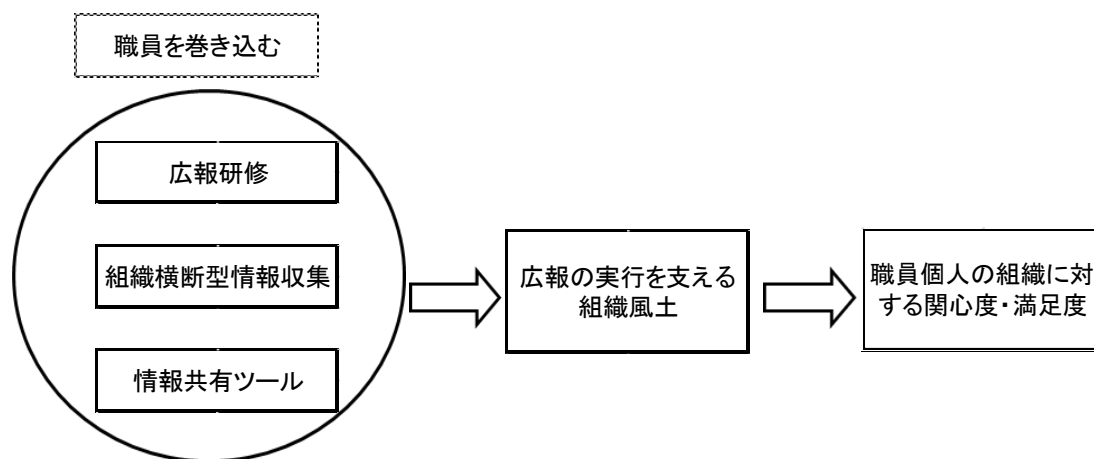 職員を巻き込む
広報研修
組織横断型情報収集
情報共有ツール
広報の実行を支える
組織風土
職員個人の組織に対
する関心度・満足度